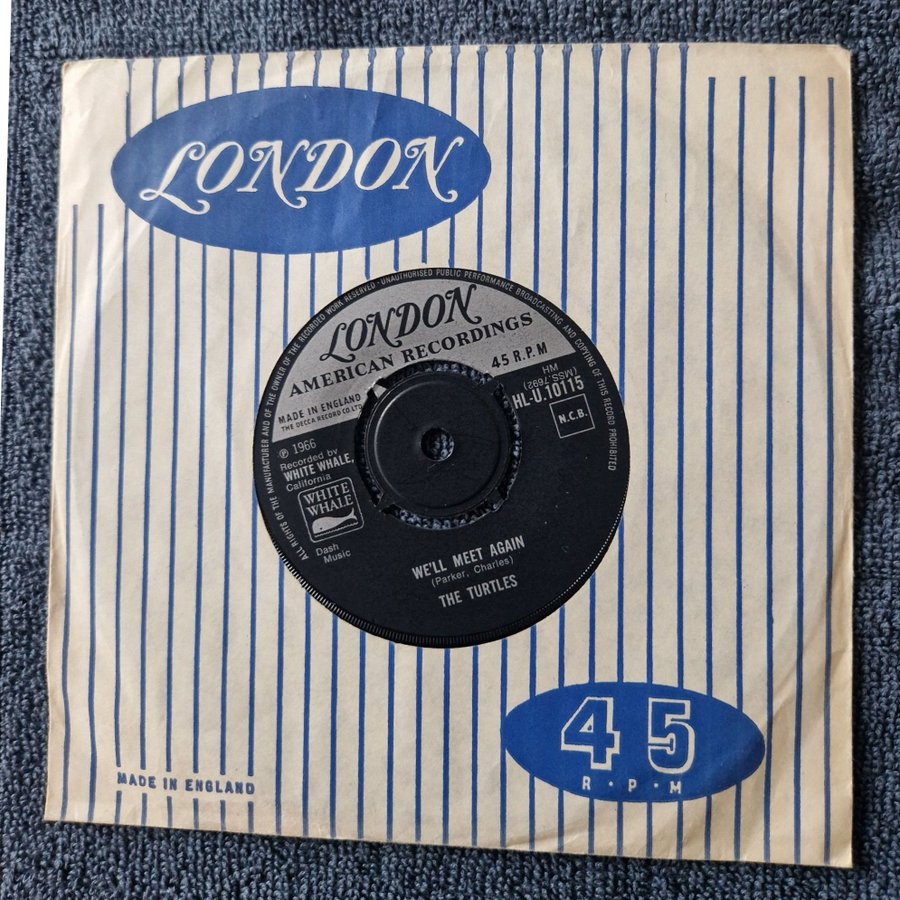 LONDON
ALL RIGHTS OF THE MANUFACTURER AND OF THE OWNER OF THE RECORDED WORK RESERVED · UNAUTHORISED PUBLIC PERFORMANCE BROADCASTING AND COPYING OF THIS RECORD PROHIBITED
LONDON
AMERICAN RECORDINGS
45 R.P.M
MADE IN ENGLAND
THE DECCA RECORD CO. LTD.
MH
(MSS.7692)
HL-U.10115
N.C.B.
℗ 1966
Recorded by
WHITE WHALE,
California
WHITE
WHALE
Dash
Music
WE'LL MEET AGAIN
(Parker, Charles)
THE TURTLES
45
R·P·M
MADE IN ENGLAND